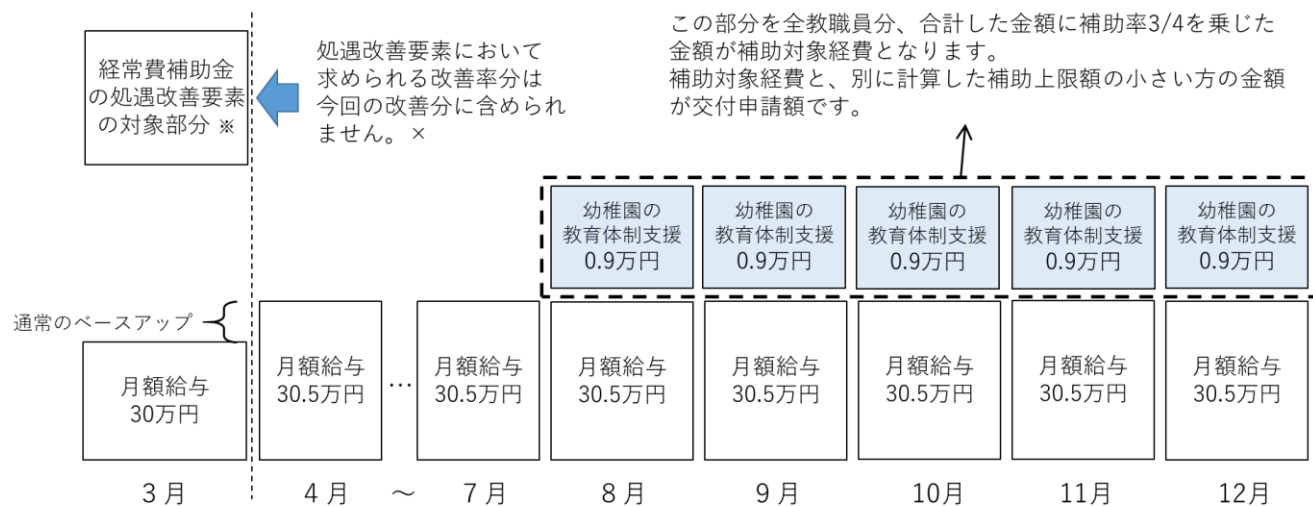 経常費補助金
の処遇改善要素
の対象部分 ※
処遇改善要素において
求められる改善率分は
今回の改善分に含められ
ません。×
この部分を全教職員分、合計した金額に補助率3/4を乗じた
金額が補助対象経費となります。
補助対象経費と、別に計算した補助上限額の小さい方の金額
が交付申請額です。
幼稚園の
教育体制支援
0.9万円
幼稚園の
教育体制支援
0.9万円
幼稚園の
教育体制支援
0.9万円
幼稚園の
教育体制支援
0.9万円
幼稚園の
教育体制支援
0.9万円
通常のベースアップ
月額給与
30万円
月額給与
30.5万円
…
月額給与
30.5万円
月額給与
30.5万円
月額給与
30.5万円
月額給与
30.5万円
月額給与
30.5万円
月額給与
30.5万円
3月 4月 ～ 7月 8月 9月 10月 11月 12月